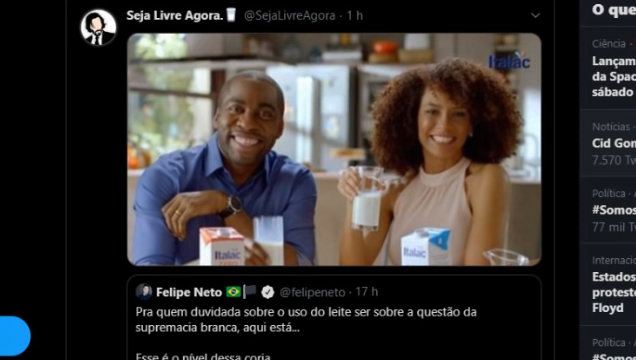 Seja Livre Agora.🥛 @SejaLivreAgora · 1 h
Italac
Italac
Italac
Felipe Neto 🇧🇷🏴 @felipeneto · 17 h
Pra quem duvidada sobre o uso do leite ser sobre a questão da
supremacia branca, aqui está...
Esse é o nível dessa corja
O que
Ciência ·
Lançam
da Spac
sábado
Notícias ·
Cid Gom
7.570 Tw
Política · A
#Somos
77 mil Tw
Internacio
Estados
proteste
Floyd
Política · A
#Somos